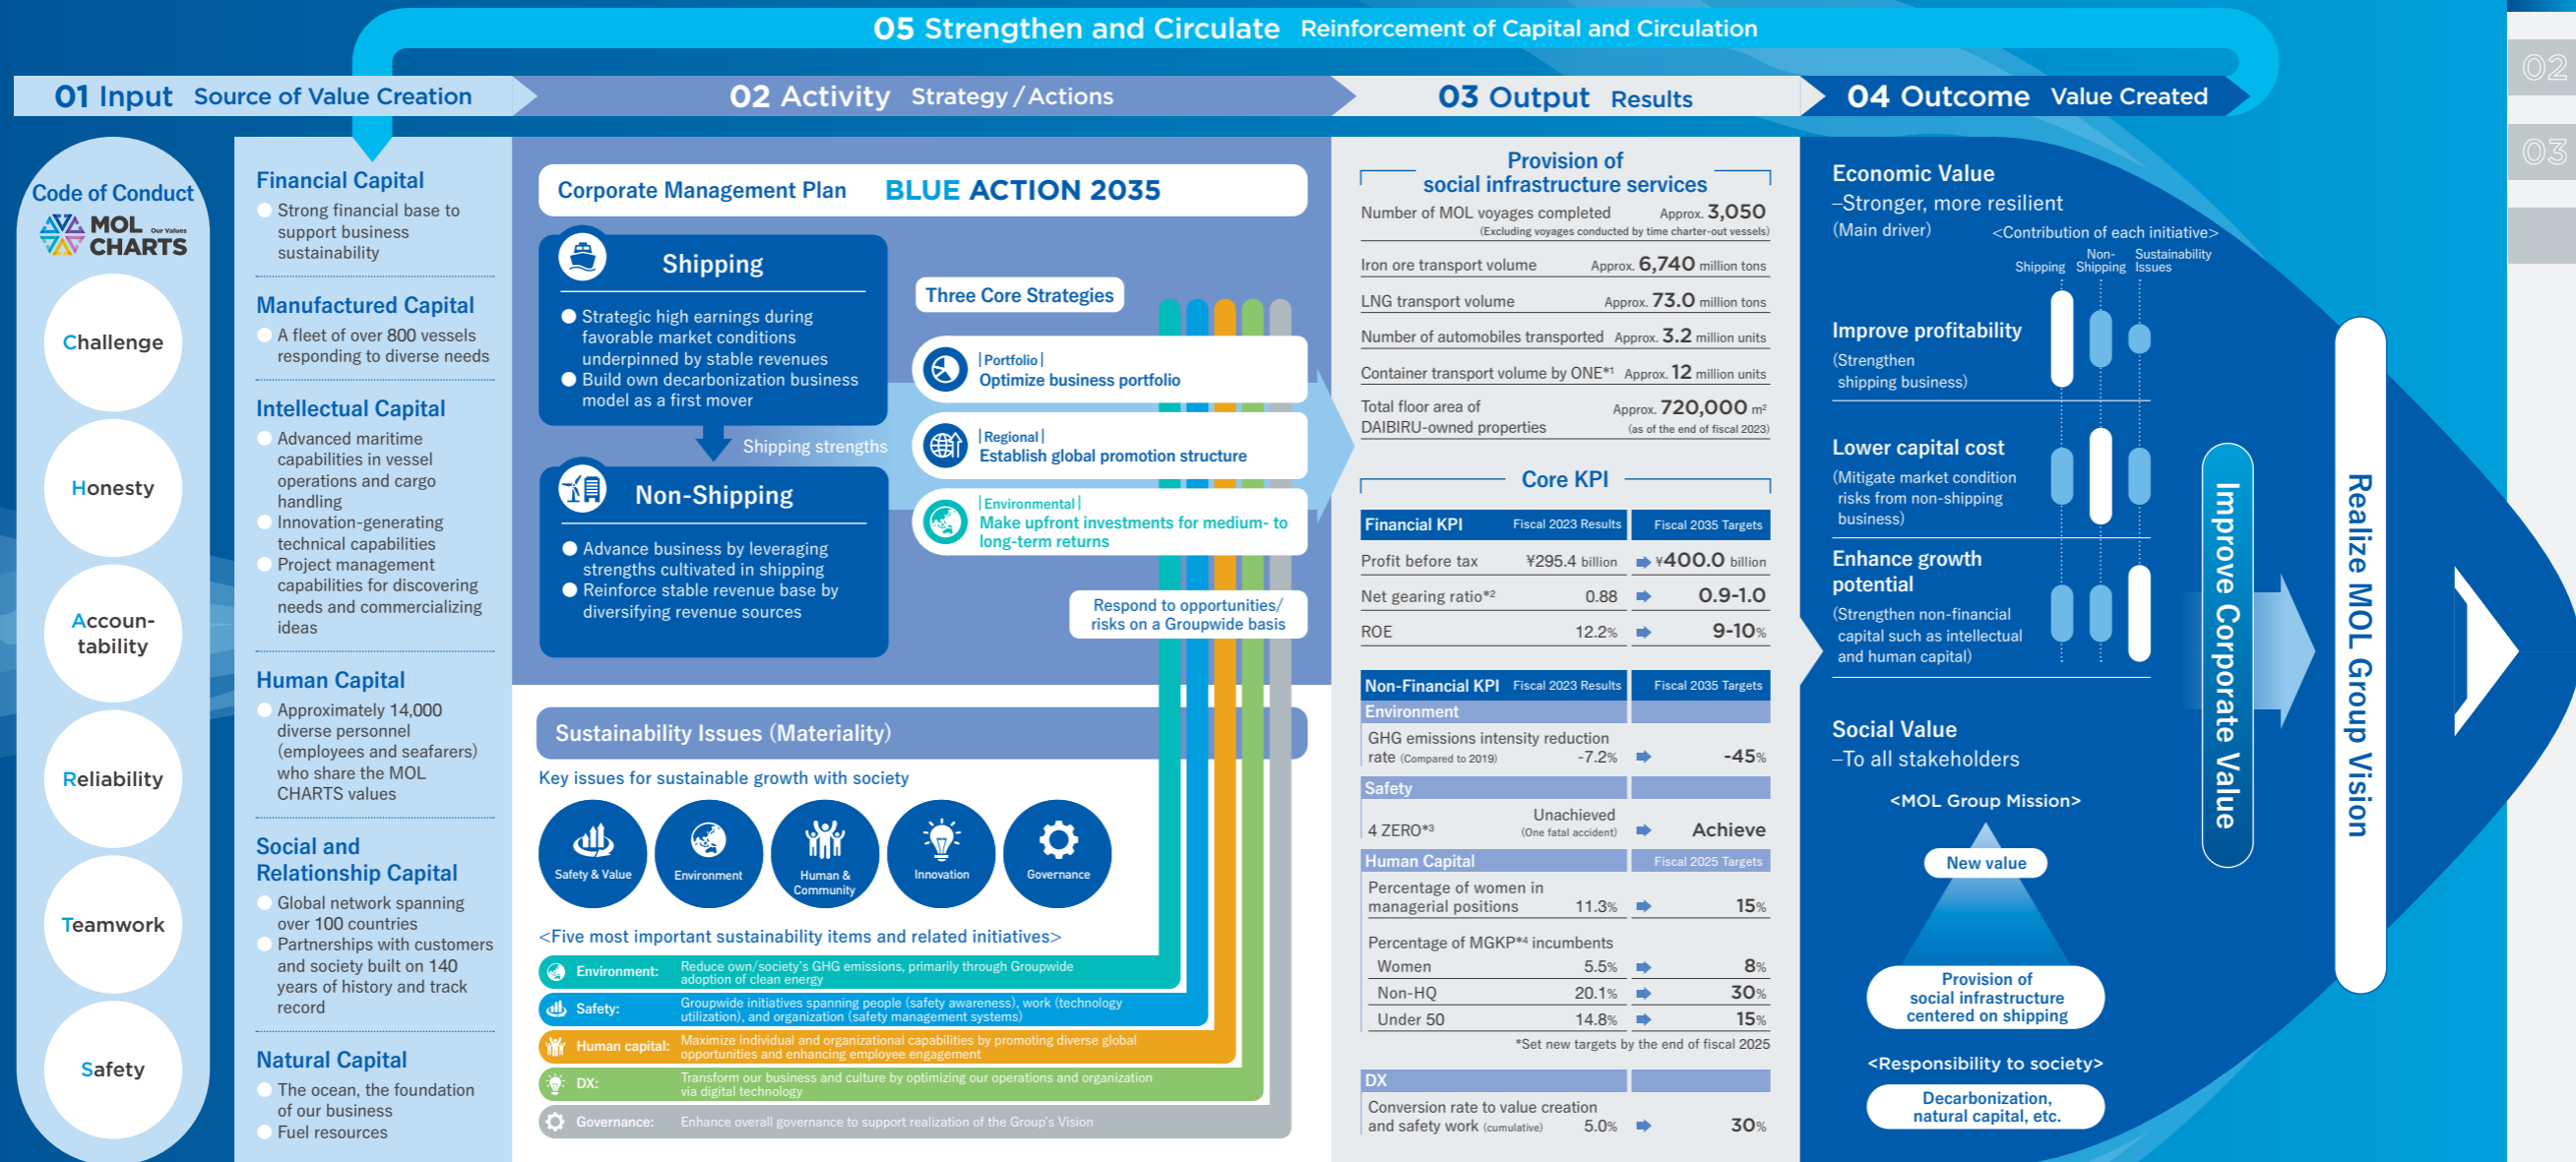 05 Strengthen and Circulate Reinforcement of Capital and Circulation
01 Input Source of Value Creation
02 Activity Strategy / Actions
03 Output Results
04 Outcome Value Created
02
03
Code of Conduct
MOL Our Values
CHARTS
Challenge
Honesty
Accoun-
tability
Reliability
Teamwork
Safety
Financial Capital
Strong financial base to
support business
sustainability
Manufactured Capital
A fleet of over 800 vessels
responding to diverse needs
Intellectual Capital
Advanced maritime
capabilities in vessel
operations and cargo
handling
Innovation-generating
technical capabilities
Project management
capabilities for discovering
needs and commercializing
ideas
Human Capital
Approximately 14,000
diverse personnel
(employees and seafarers)
who share the MOL
CHARTS values
Social and
Relationship Capital
Global network spanning
over 100 countries
Partnerships with customers
and society built on 140
years of history and track
record
Natural Capital
The ocean, the foundation
of our business
Fuel resources
Corporate Management Plan BLUE ACTION 2035
Shipping
Strategic high earnings during
favorable market conditions
underpinned by stable revenues
Build own decarbonization business
model as a first mover
Shipping strengths
Non-Shipping
Advance business by leveraging
strengths cultivated in shipping
Reinforce stable revenue base by
diversifying revenue sources
Three Core Strategies
|Portfolio|
Optimize business portfolio
|Regional|
Establish global promotion structure
|Environmental|
Make upfront investments for medium- to
long-term returns
Respond to opportunities/
risks on a Groupwide basis
Sustainability Issues (Materiality)
Key issues for sustainable growth with society
Safety & Value
Environment
Human &
Community
Innovation
Governance
<Five most important sustainability items and related initiatives>
Environment: Reduce own/society's GHG emissions, primarily through Groupwide
adoption of clean energy
Safety: Groupwide initiatives spanning people (safety awareness), work (technology
utilization), and organization (safety management systems)
Human capital: Maximize individual and organizational capabilities by promoting diverse global
opportunities and enhancing employee engagement
DX: Transform our business and culture by optimizing our operations and organization
via digital technology
Governance: Enhance overall governance to support realization of the Group's Vision
Provision of
social infrastructure services
Number of MOL voyages completed Approx. 3,050
(Excluding voyages conducted by time charter-out vessels)
Iron ore transport volume Approx. 6,740 million tons
LNG transport volume Approx. 73.0 million tons
Number of automobiles transported Approx. 3.2 million units
Container transport volume by ONE*1 Approx. 12 million units
Total floor area of Approx. 720,000 m²
DAIBIRU-owned properties (as of the end of fiscal 2023)
Core KPI
Financial KPI Fiscal 2023 Results Fiscal 2035 Targets
Profit before tax ¥295.4 billion ¥400.0 billion
Net gearing ratio*2 0.88 0.9-1.0
ROE 12.2% 9-10%
Non-Financial KPI Fiscal 2023 Results Fiscal 2035 Targets
Environment
GHG emissions intensity reduction
rate (Compared to 2019) -7.2% -45%
Safety
Unachieved
4 ZERO*3 (One fatal accident) Achieve
Human Capital Fiscal 2025 Targets
Percentage of women in
managerial positions 11.3% 15%
Percentage of MGKP*4 incumbents
Women 5.5% 8%
Non-HQ 20.1% 30%
Under 50 14.8% 15%
*Set new targets by the end of fiscal 2025
DX
Conversion rate to value creation
and safety work (cumulative) 5.0% 30%
Economic Value
–Stronger, more resilient
(Main driver) <Contribution of each initiative>
Shipping
Non-
Shipping
Sustainability
Issues
Improve profitability
(Strengthen
shipping business)
Lower capital cost
(Mitigate market condition
risks from non-shipping
business)
Enhance growth
potential
(Strengthen non-financial
capital such as intellectual
and human capital)
Social Value
–To all stakeholders
<MOL Group Mission>
New value
Provision of
social infrastructure
centered on shipping
<Responsibility to society>
Decarbonization,
natural capital, etc.
Improve Corporate Value
Realize MOL Group Vision